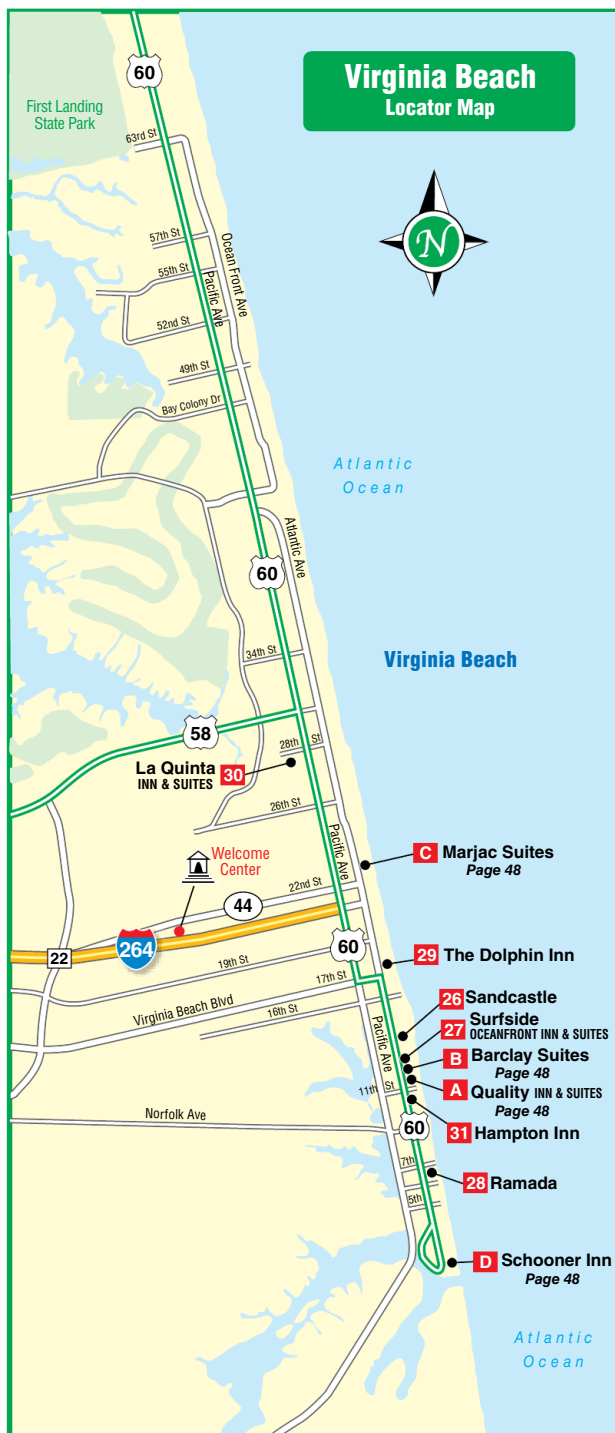 Virginia Beach
Locator Map
60
First Landing
State Park
63rd St
N
57th St
Ocean Front Ave
55th St
Pacific Ave
52nd St
49th St
Bay Colony Dr
Atlantic
Ocean
Atlantic Ave
60
34th St
Virginia Beach
58
28th St
La Quinta 30
INN & SUITES
26th St
Pacific Ave
Welcome
Center
C Marjac Suites
Page 48
22nd St
44
264
22
60
29 The Dolphin Inn
19th St
17th St
Virginia Beach Blvd
16th St
26 Sandcastle
27 Surfside
OCEANFRONT INN & SUITES
Pacific Ave
B Barclay Suites
Page 48
11th St
A Quality INN & SUITES
Page 48
Norfolk Ave
60
31 Hampton Inn
7th
28 Ramada
5th
D Schooner Inn
Page 48
Atlantic
Ocean